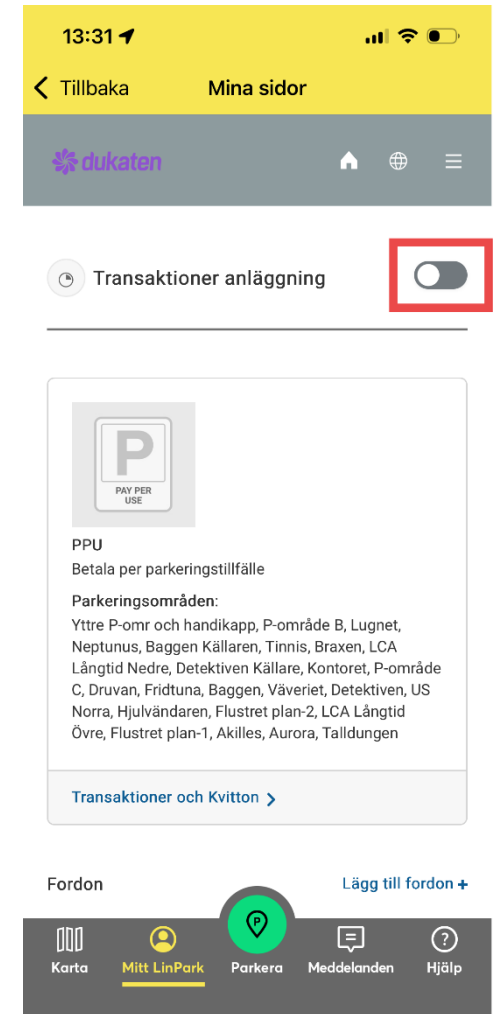 13:31
Tillbaka
Mina sidor
dukaten
Transaktioner anläggning
P
PAY PER
USE
PPU
Betala per parkeringstillfälle
Parkeringsområden:
Yttre P-omr och handikapp, P-område B, Lugnet,
Neptunus, Baggen Källaren, Tinnis, Braxen, LCA
Långtid Nedre, Detektiven Källare, Kontoret, P-område
C, Druvan, Fridtuna, Baggen, Väveriet, Detektiven, US
Norra, Hjulvändaren, Flustret plan-2, LCA Långtid
Övre, Flustret plan-1, Akilles, Aurora, Talldungen
Transaktioner och Kvitton
Fordon
Lägg till fordon +
P
Karta
Mitt LinPark
Parkera
Meddelanden
Hjälp